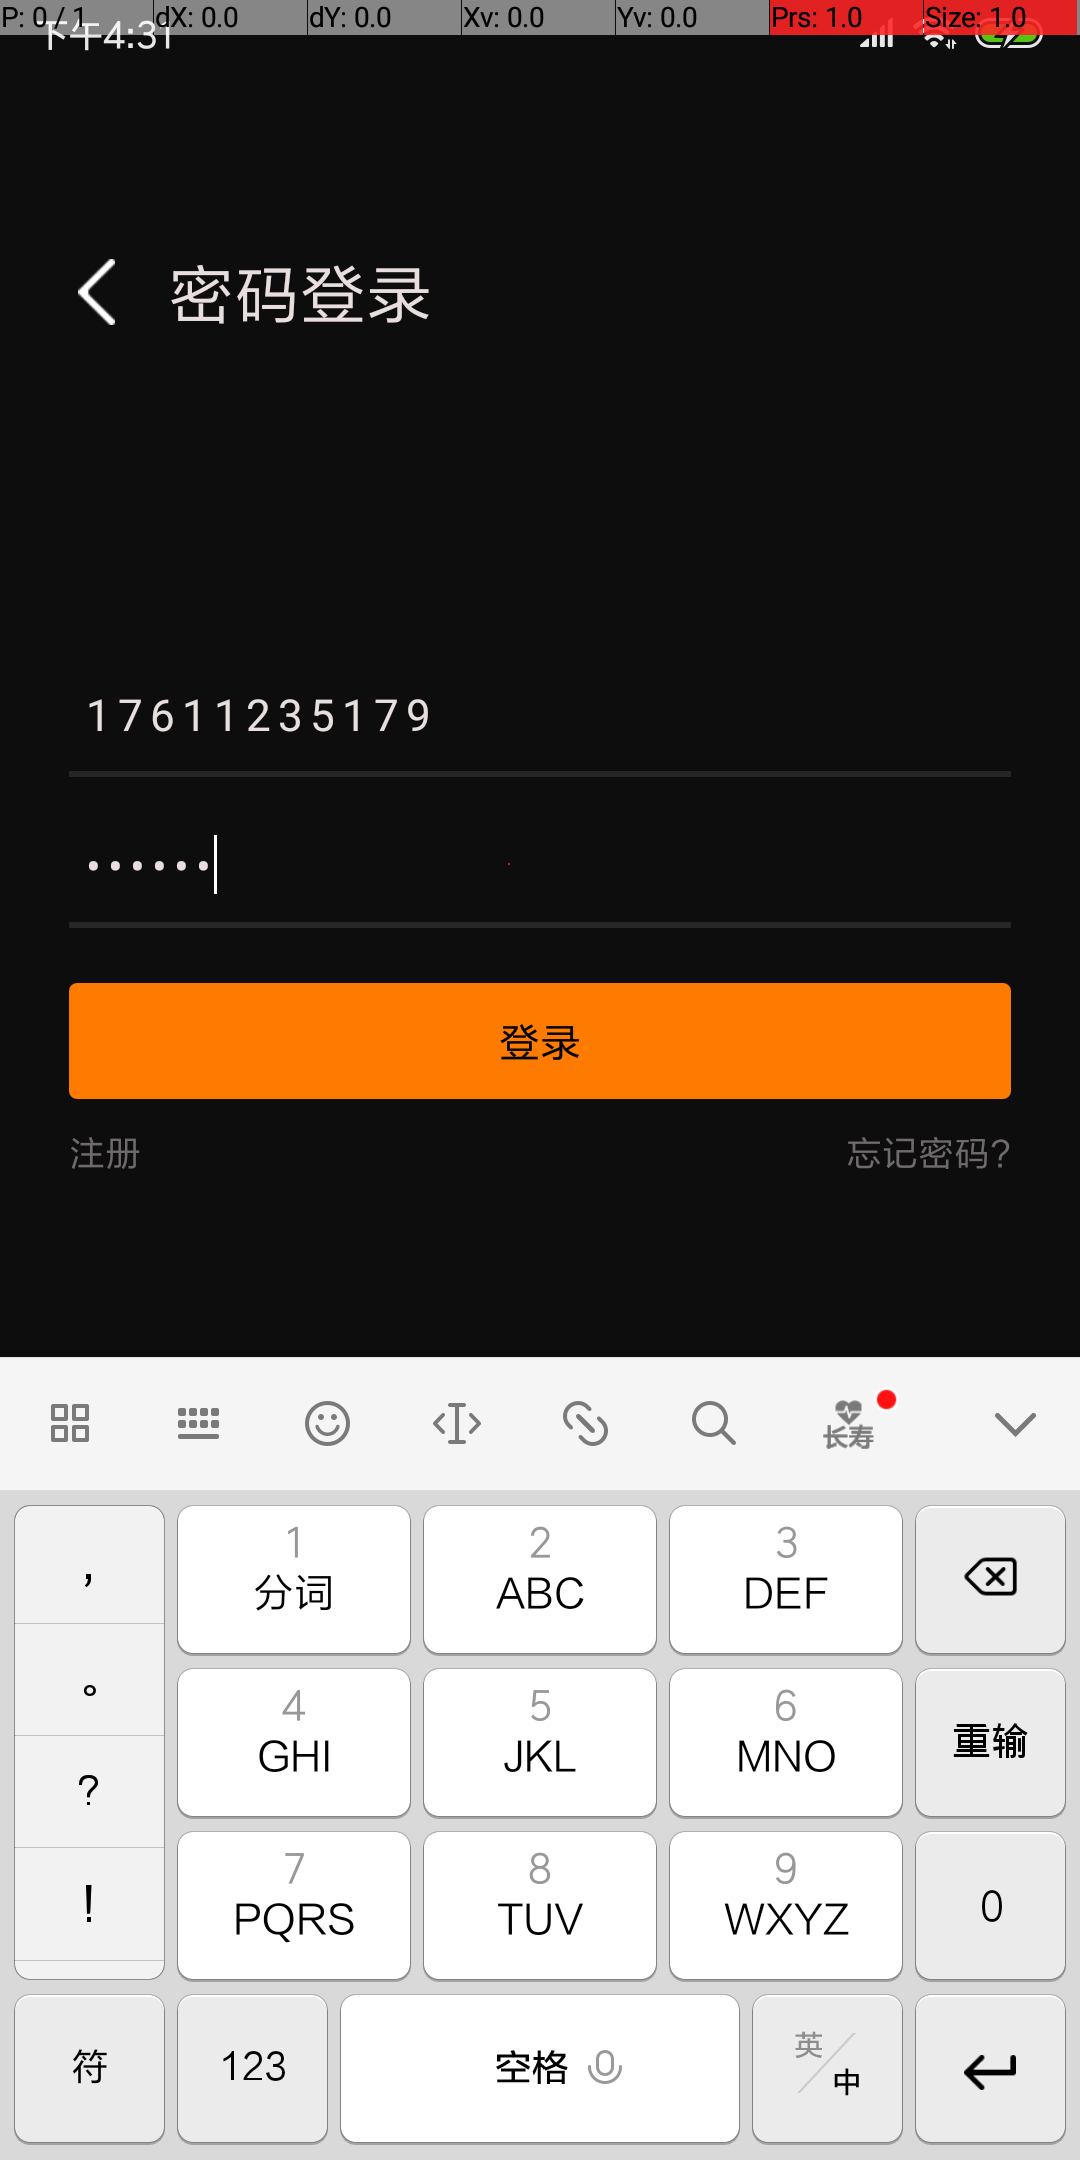 P: 0 / 1 dX: 0.0 dY: 0.0 Xv: 0.0 Yv: 0.0 Prs: 1.0 Size: 1.0
下午4:31
密码登录
17611235179
••••••
登录
注册 忘记密码?
长寿
, 1 2 3
分词 ABC DEF
。 4 5 6
GHI JKL MNO 重输
? 7 8 9
! PQRS TUV WXYZ 0
符 123 空格 英/中